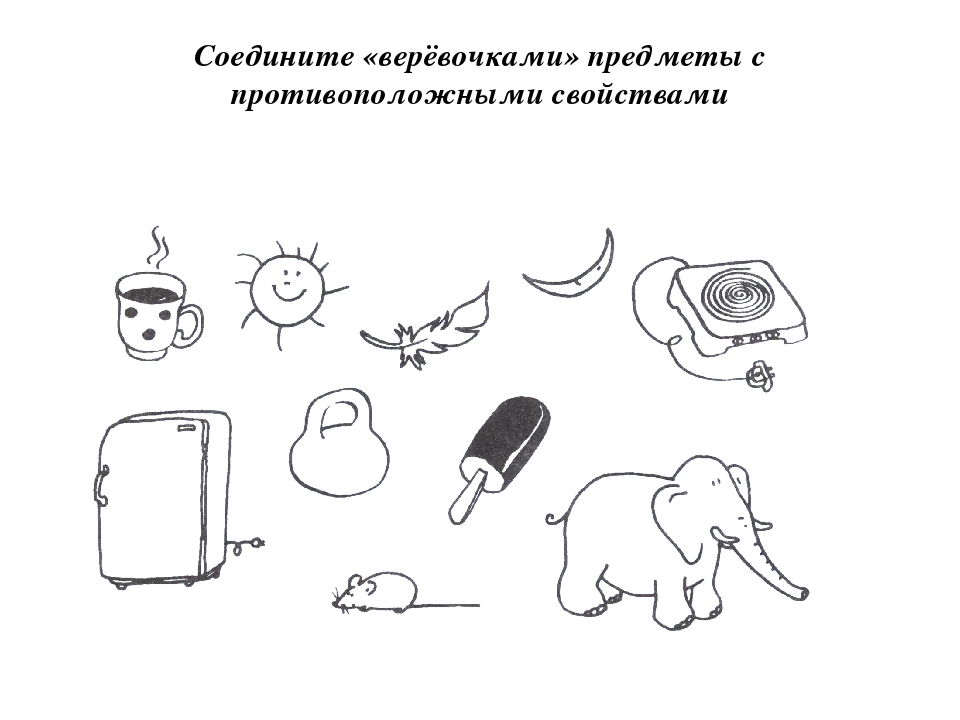 Соедините «верёвочками» предметы с
противоположными свойствами